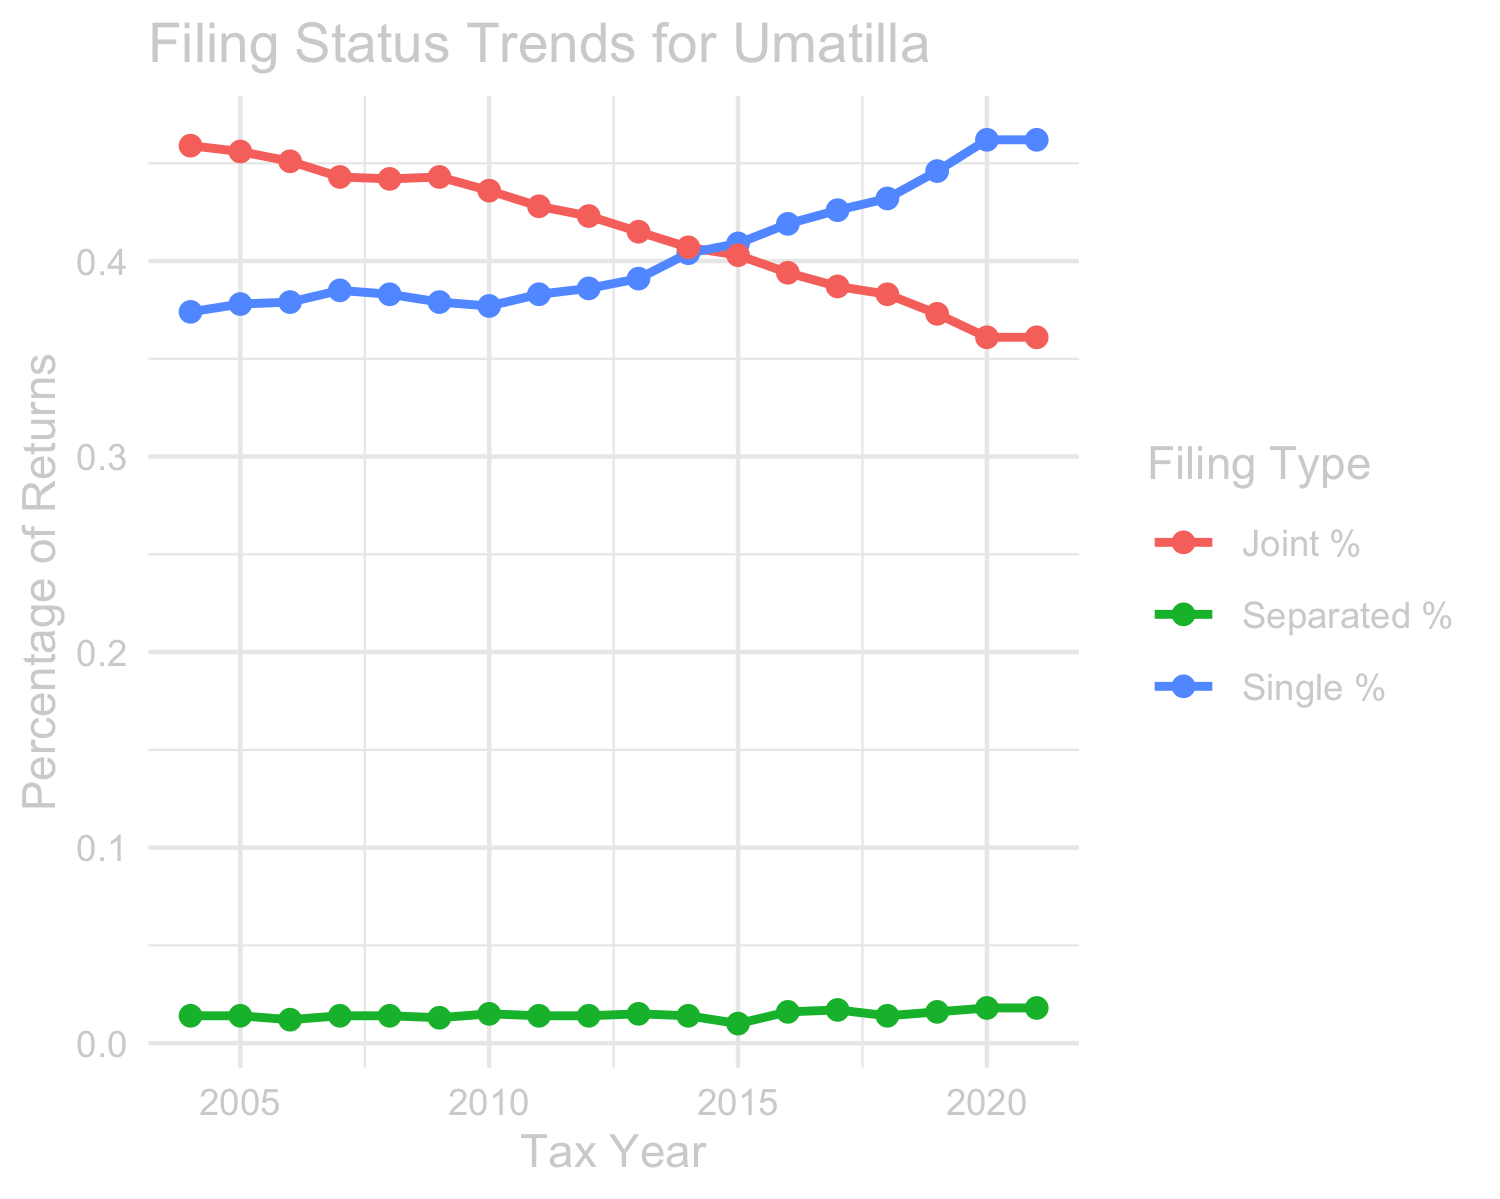 Filing Status Trends for Umatilla
Percentage of Returns
0.4
0.3
0.2
0.1
0.0
2005 2010 2015 2020
Tax Year
Filing Type
Joint %
Separated %
Single %